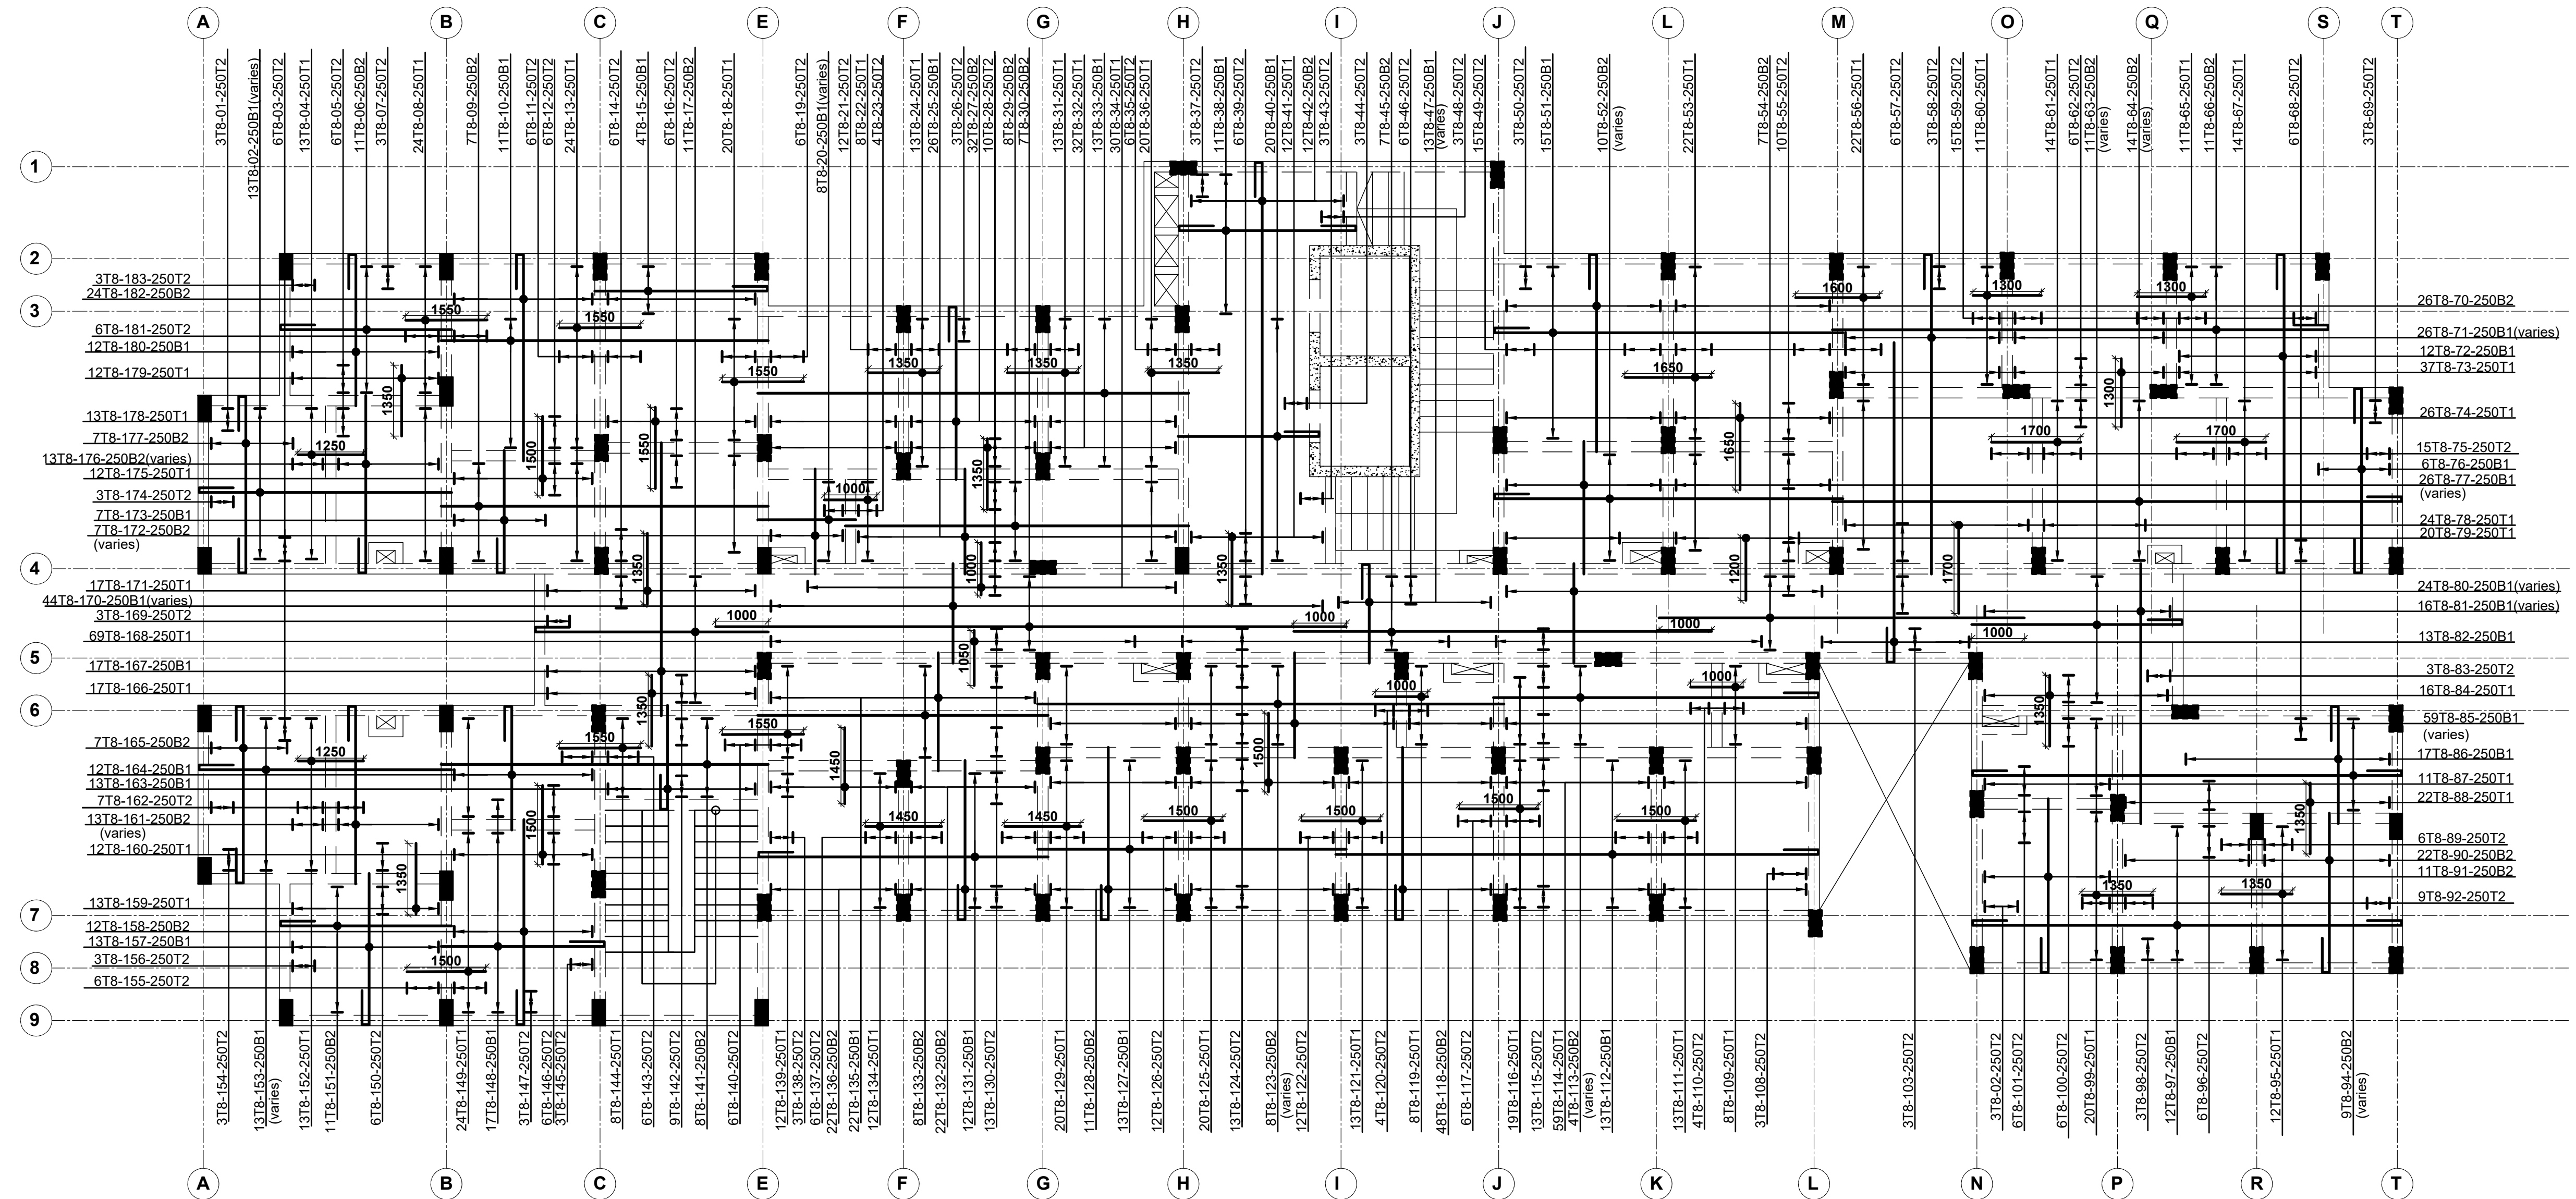 A B C E F G H I J L M O Q S T
3T8-01-250T2
13T8-02-250B1(varies)
6T8-03-250T2
13T8-04-250T1
6T8-05-250T2
11T8-06-250B2
3T8-07-250T2
24T8-08-250T1
7T8-09-250B2
11T8-10-250B1
6T8-11-250T2
6T8-12-250T2
24T8-13-250T1
6T8-14-250T2
4T8-15-250B1
6T8-16-250T2
11T8-17-250B2
20T8-18-250T1
6T8-19-250T2
8T8-20-250B1(varies)
12T8-21-250T2
8T8-22-250T1
4T8-23-250T2
13T8-24-250T1
26T8-25-250B1
3T8-26-250T2
32T8-27-250B2
10T8-28-250T2
8T8-29-250B2
7T8-30-250B2
13T8-31-250T1
32T8-32-250T1
13T8-33-250B1
30T8-34-250T1
6T8-35-250T2
20T8-36-250T1
3T8-37-250T2
11T8-38-250B1
6T8-39-250T2
20T8-40-250B1
12T8-41-250T1
12T8-42-250B2
3T8-43-250T2
3T8-44-250T2
7T8-45-250B2
6T8-46-250T2
13T8-47-250B1
(varies)
3T8-48-250T2
15T8-49-250T2
3T8-50-250T2
15T8-51-250B1
10T8-52-250B2
(varies)
22T8-53-250T1
7T8-54-250B2
10T8-55-250T2
22T8-56-250T1
6T8-57-250T2
3T8-58-250T2
15T8-59-250T2
11T8-60-250T1
14T8-61-250T1
6T8-62-250T2
11T8-63-250B2
(varies)
14T8-64-250B2
(varies)
11T8-65-250T1
11T8-66-250B2
14T8-67-250T1
6T8-68-250T2
3T8-69-250T2
1
2
3
4
5
6
7
8
9
3T8-183-250T2
24T8-182-250B2
6T8-181-250T2
12T8-180-250B1
12T8-179-250T1
13T8-178-250T1
7T8-177-250B2
13T8-176-250B2(varies)
12T8-175-250T1
3T8-174-250T2
7T8-173-250B1
7T8-172-250B2
(varies)
17T8-171-250T1
44T8-170-250B1(varies)
3T8-169-250T2
69T8-168-250T1
17T8-167-250B1
17T8-166-250T1
7T8-165-250B2
12T8-164-250B1
13T8-163-250B1
7T8-162-250T2
13T8-161-250B2
(varies)
12T8-160-250T1
13T8-159-250T1
12T8-158-250B2
13T8-157-250B1
3T8-156-250T2
6T8-155-250T2
1550
1550
1350
1250
1500
1550
1550
1350
1350
1350
1000
1350
1350
1000
1350
1650
1650
1600
1300
1300
1300
1700
1700
1200
1700
1000
1000
1000
1000
1050
1350
1250
1550
1550
1450
1500
1000
1000
1350
1350
1500
1350
1450
1450
1500
1500
1500
1500
1350
1350
1500
26T8-70-250B2
26T8-71-250B1(varies)
12T8-72-250B1
37T8-73-250T1
26T8-74-250T1
15T8-75-250T2
6T8-76-250B1
26T8-77-250B1
(varies)
24T8-78-250T1
20T8-79-250T1
24T8-80-250B1(varies)
16T8-81-250B1(varies)
13T8-82-250B1
3T8-83-250T2
16T8-84-250T1
59T8-85-250B1
(varies)
17T8-86-250B1
11T8-87-250T1
22T8-88-250T1
6T8-89-250T2
22T8-90-250B2
11T8-91-250B2
9T8-92-250T2
3T8-154-250T2
13T8-153-250B1
(varies)
13T8-152-250T1
11T8-151-250B2
6T8-150-250T2
24T8-149-250T1
17T8-148-250B1
3T8-147-250T2
6T8-146-250T2
3T8-145-250T2
8T8-144-250T1
6T8-143-250T2
9T8-142-250T2
8T8-141-250B2
6T8-140-250T2
12T8-139-250T1
3T8-138-250T2
6T8-137-250T2
22T8-136-250B2
22T8-135-250B1
12T8-134-250T1
8T8-133-250B2
22T8-132-250B2
12T8-131-250B1
13T8-130-250T2
20T8-129-250T1
11T8-128-250B2
13T8-127-250B1
12T8-126-250T2
20T8-125-250T1
13T8-124-250T2
8T8-123-250B2
(varies)
12T8-122-250T2
13T8-121-250T1
4T8-120-250T2
8T8-119-250T1
48T8-118-250B2
6T8-117-250T2
19T8-116-250T1
13T8-115-250T2
59T8-114-250T1
4T8-113-250B2
(varies)
13T8-112-250B1
13T8-111-250T1
4T8-110-250T2
8T8-109-250T1
3T8-108-250T2
3T8-103-250T2
3T8-102-250T2
6T8-101-250T2
6T8-100-250T2
20T8-99-250T1
3T8-98-250T2
12T8-97-250B1
6T8-96-250T2
12T8-95-250T1
9T8-94-250B2
(varies)
A B C E F G H I J K L N P R T